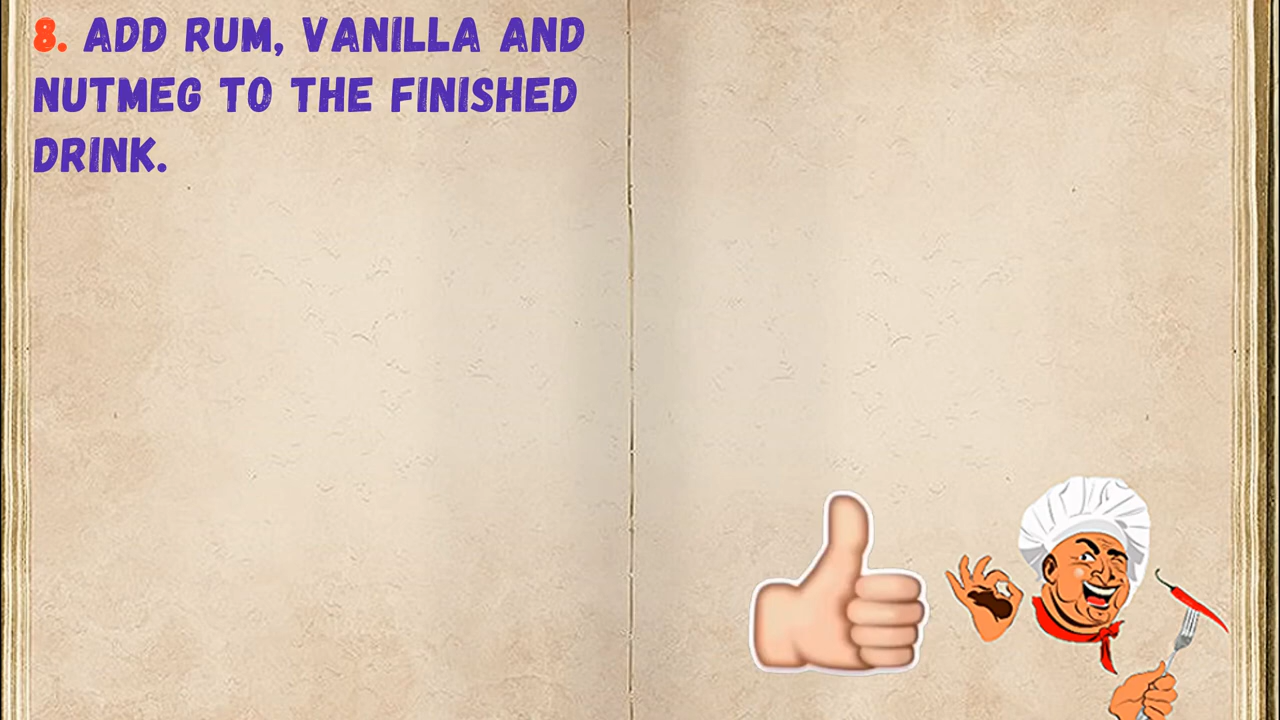 8. ADD RUM, VANILLA AND
NUTMEG TO THE FINISHED
DRINK.